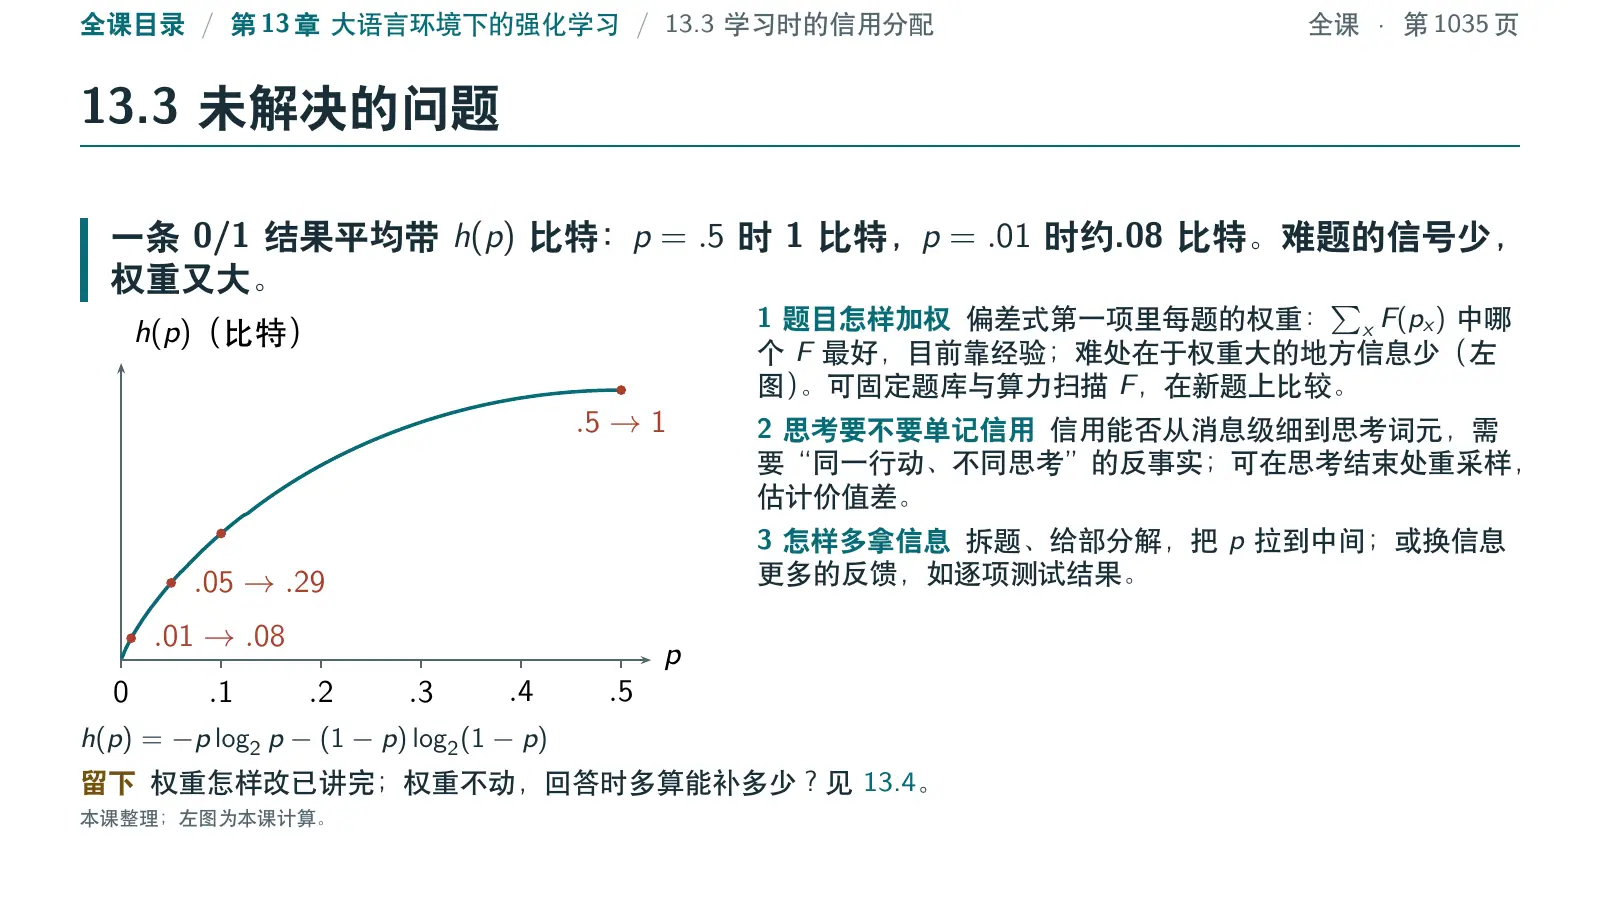 全课目录 / 第 13 章 大语言环境下的强化学习 / 13.3 学习时的信用分配
全课 · 第 1035 页
13.3 未解决的问题
一条 0/1 结果平均带 h(p) 比特：p = .5 时 1 比特，p = .01 时约.08 比特。难题的信号少，
权重又大。
h(p)（比特）
.5 → 1
.05 → .29
.01 → .08
p
0 .1 .2 .3 .4 .5
h(p) = −p log₂ p − (1 − p) log₂(1 − p)
1 题目怎样加权 偏差式第一项里每题的权重：∑ₓ F(pₓ) 中哪
个 F 最好，目前靠经验；难处在于权重大的地方信息少（左
图）。可固定题库与算力扫描 F，在新题上比较。
2 思考要不要单记信用 信用能否从消息级细到思考词元，需
要“同一行动、不同思考”的反事实；可在思考结束处重采样，
估计价值差。
3 怎样多拿信息 拆题、给部分解，把 p 拉到中间；或换信息
更多的反馈，如逐项测试结果。
留下 权重怎样改已讲完；权重不动，回答时多算能补多少？见 13.4。
本课整理；左图为本课计算。